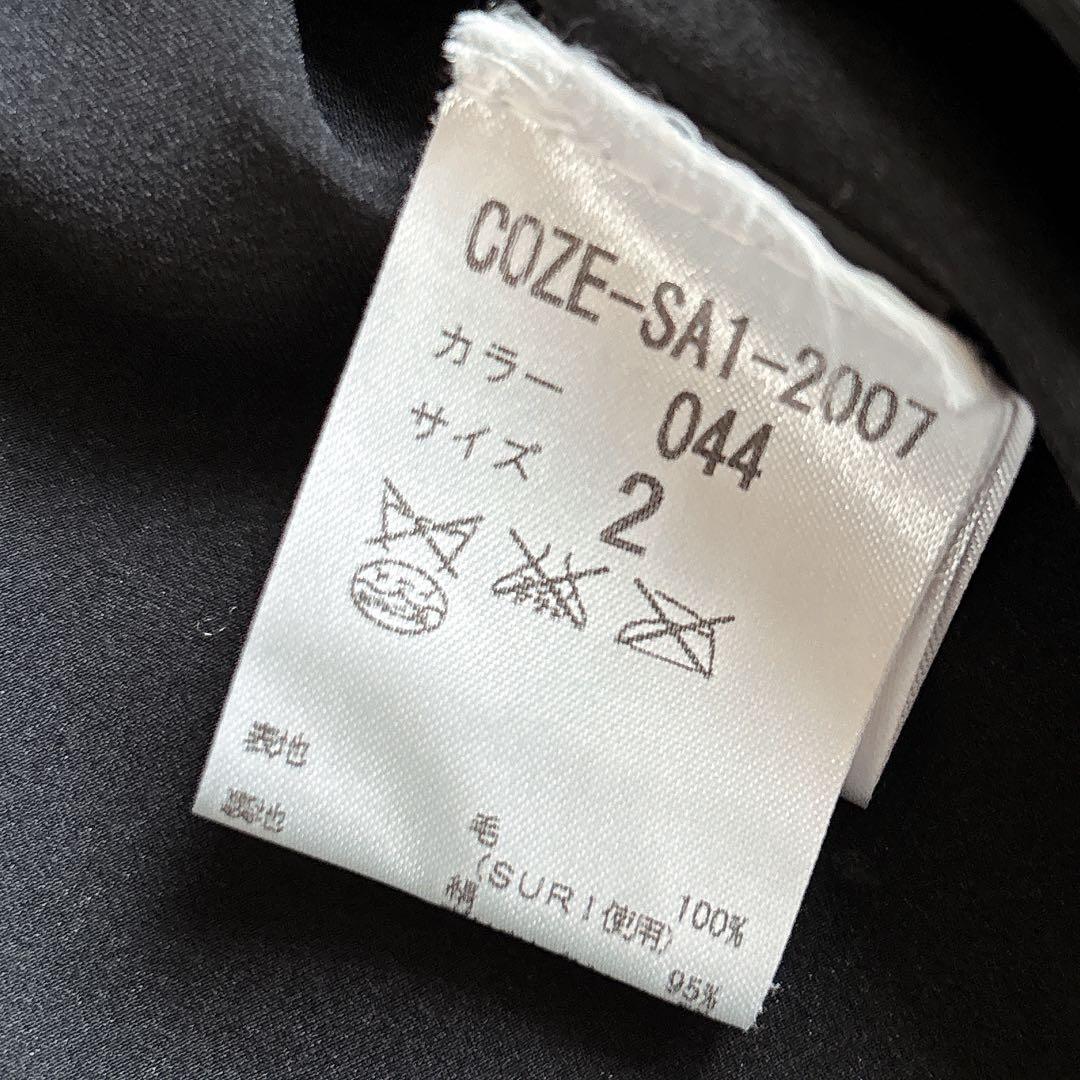 COZE-SA1-2007
カラー 044
サイズ 2
表地 毛 100%
(SURI使用)
裏地 絹 95%